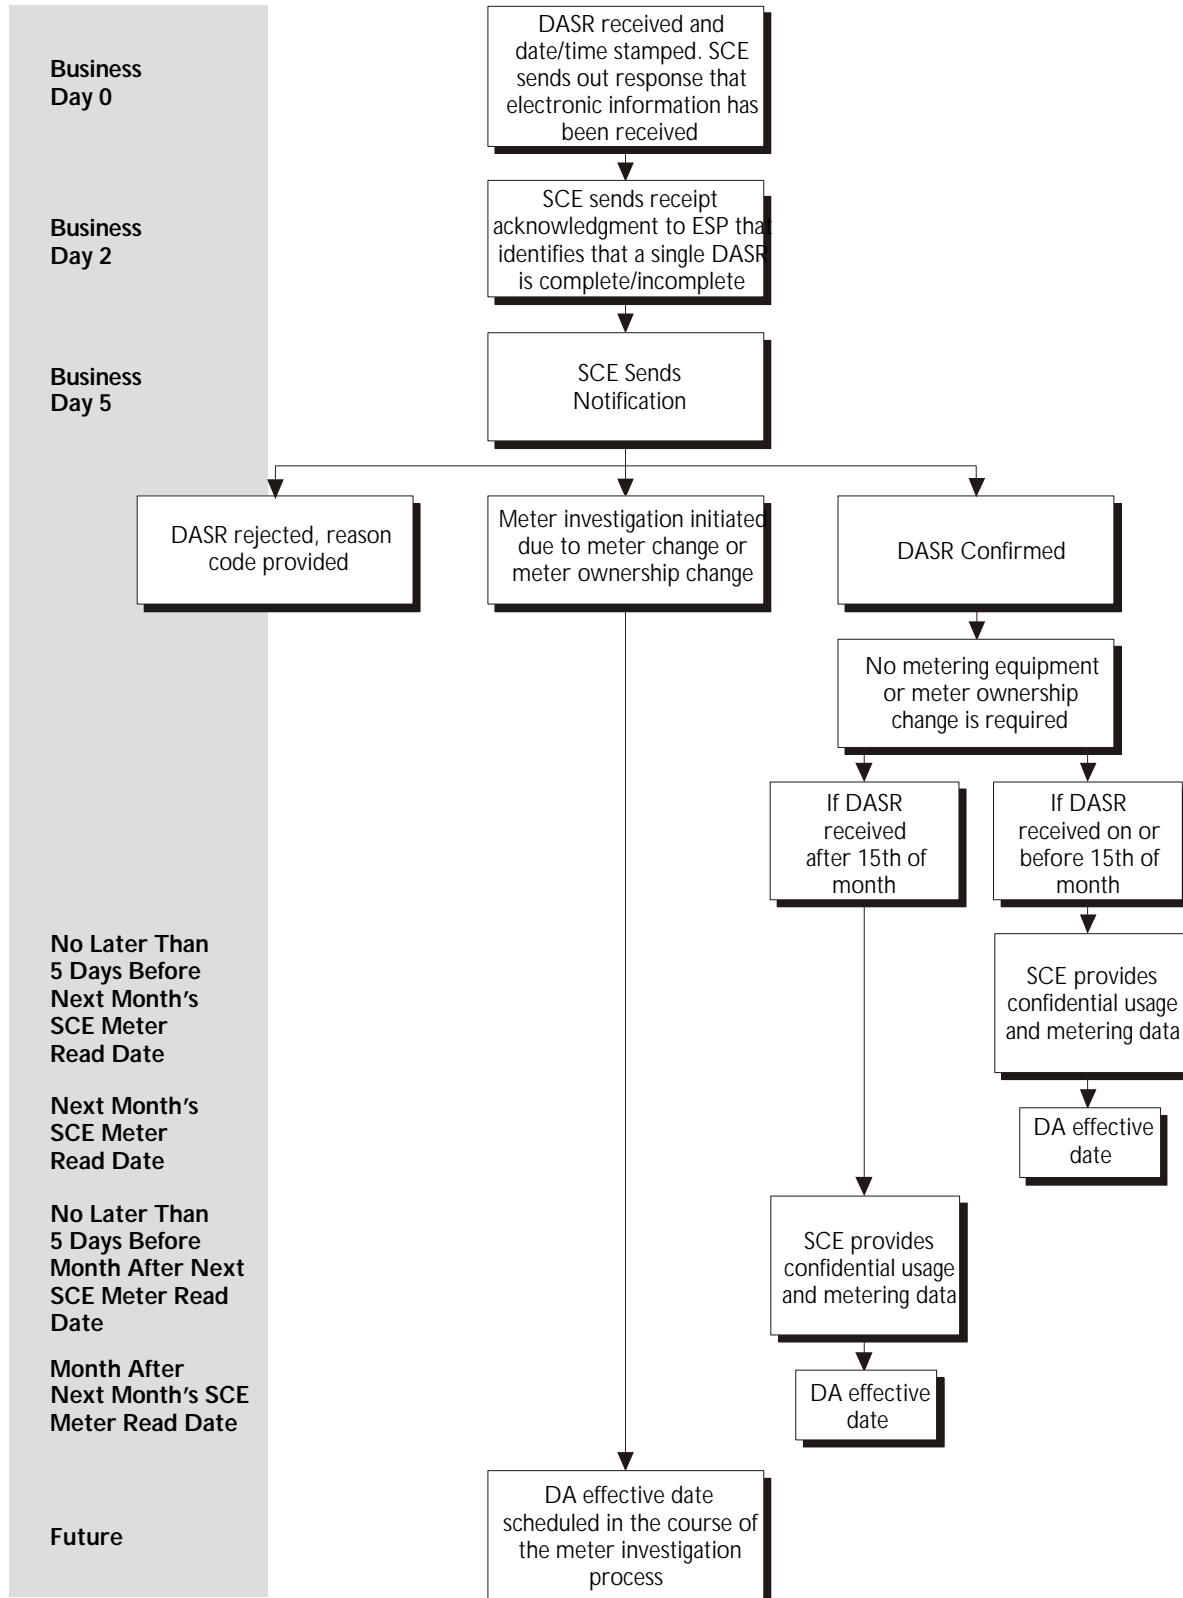 Business
Day 0
DASR received and
date/time stamped. SCE
sends out response that
electronic information has
been received
Business
Day 2
SCE sends receipt
acknowledgment to ESP that
identifies that a single DASR
is complete/incomplete
Business
Day 5
SCE Sends
Notification
DASR rejected, reason
code provided
Meter investigation initiated
due to meter change or
meter ownership change
DASR Confirmed
No metering equipment
or meter ownership
change is required
If DASR
received
after 15th of
month
If DASR
received on or
before 15th of
month
No Later Than
5 Days Before
Next Month's
SCE Meter
Read Date
SCE provides
confidential usage
and metering data
Next Month's
SCE Meter
Read Date
DA effective
date
No Later Than
5 Days Before
Month After Next
SCE Meter Read
Date
SCE provides
confidential usage
and metering data
Month After
Next Month's SCE
Meter Read Date
DA effective
date
Future
DA effective date
scheduled in the course of
the meter investigation
process